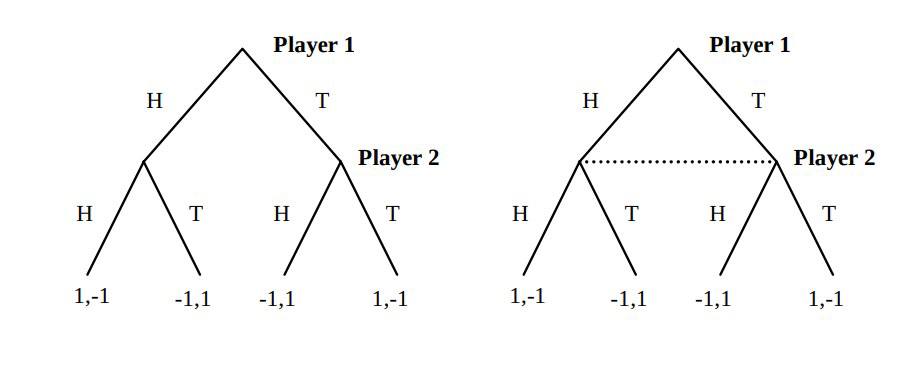 Player 1 Player 1
H T H T
Player 2 Player 2
H T H T H T H T
1,-1 -1,1 -1,1 1,-1 1,-1 -1,1 -1,1 1,-1